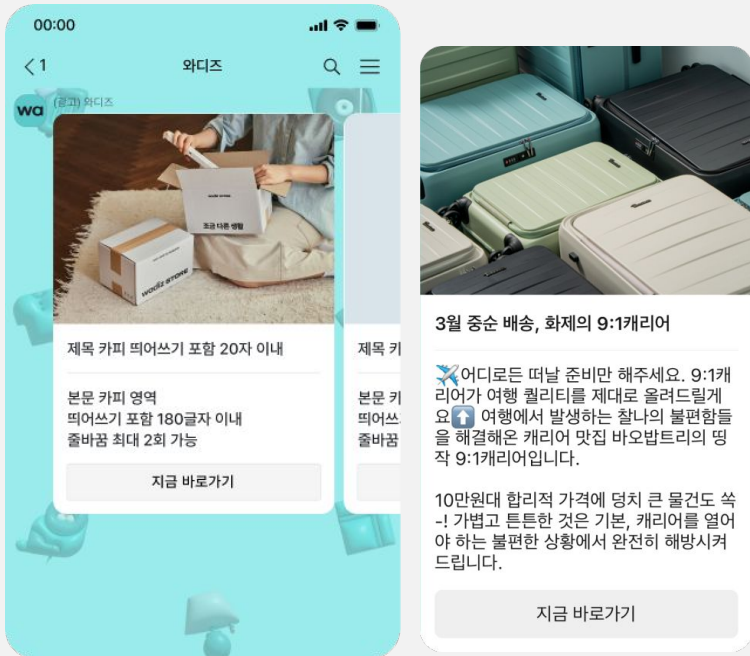 00:00
1
와디즈
wa
(광고) 와디즈
조금 다른 생활
wadiz STORE
제목 카피 띄어쓰기 포함 20자 이내
본문 카피 영역
띄어쓰기 포함 180글자 이내
줄바꿈 최대 2회 가능
지금 바로가기
제목 카
본문 카
띄어쓰
줄바꿈
3월 중순 배송, 화제의 9:1캐리어
✈️어디로든 떠날 준비만 해주세요. 9:1캐
리어가 여행 퀄리티를 제대로 올려드릴게
요⬆️ 여행에서 발생하는 찰나의 불편함들
을 해결해온 캐리어 맛집 바오밥트리의 띵
작 9:1캐리어입니다.
10만원대 합리적 가격에 덩치 큰 물건도 쏙
-! 가볍고 튼튼한 것은 기본, 캐리어를 열어
야 하는 불편한 상황에서 완전히 해방시켜
드립니다.
지금 바로가기